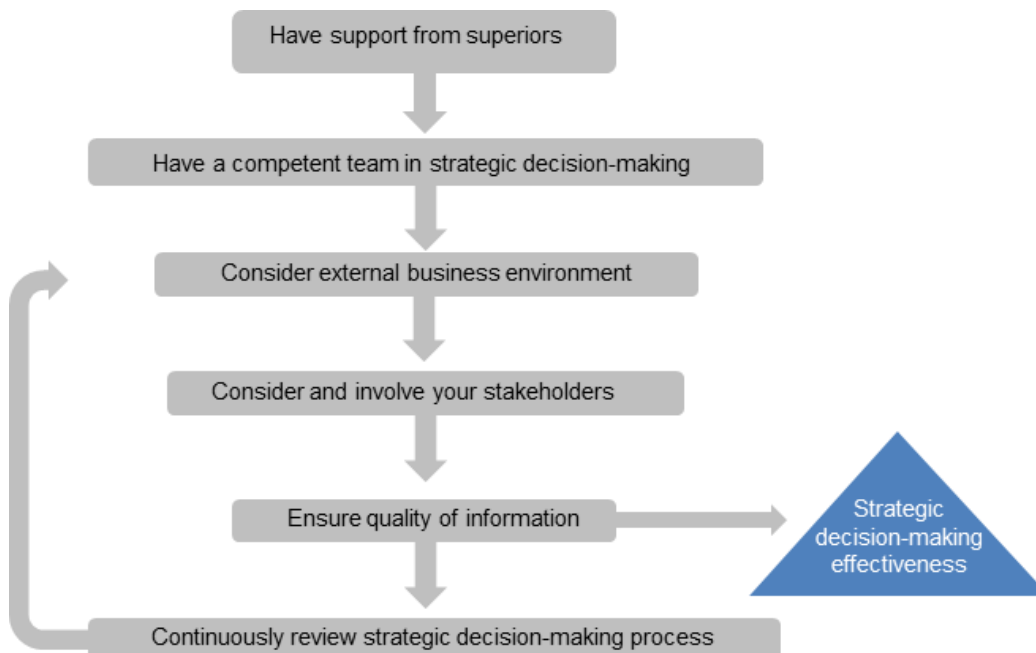 Have support from superiors
Have a competent team in strategic decision-making
Consider external business environment
Consider and involve your stakeholders
Ensure quality of information
Strategic
decision-making
effectiveness
Continuously review strategic decision-making process